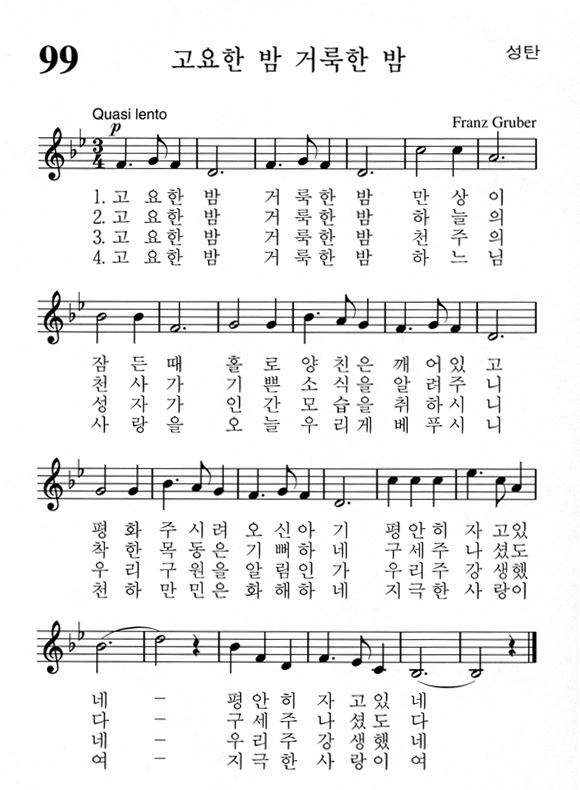 99 고요한 밤 거룩한 밤 성탄
Quasi lento
p
Franz Gruber
3
4
1. 고 요 한 밤 거 룩 한 밤 만 상 이
2. 고 요 한 밤 거 룩 한 밤 하 늘 의
3. 고 요 한 밤 거 룩 한 밤 천 주 의
4. 고 요 한 밤 거 룩 한 밤 하 느 님
잠 든 때 홀 로 양 친 은 깨 어 있 고
천 사 가 기 쁜 소 식 을 알 려 주 니
성 자 가 인 간 모 습 을 취 하 시 니
사 랑 을 오 늘 우 리 게 베 푸 시 니
평 화 주 시 려 오 신 아 기 평 안 히 자 고 있
착 한 목 동 은 기 뻐 하 네 구 세 주 나 셨 도
우 리 구 원 을 알 림 인 가 우 리 주 강 생 했
천 하 만 민 은 화 해 하 네 지 극 한 사 랑 이
네 – 평 안 히 자 고 있 네
다 – 구 세 주 나 셨 도 다
네 – 우 리 주 강 생 했 네
여 – 지 극 한 사 랑 이 여